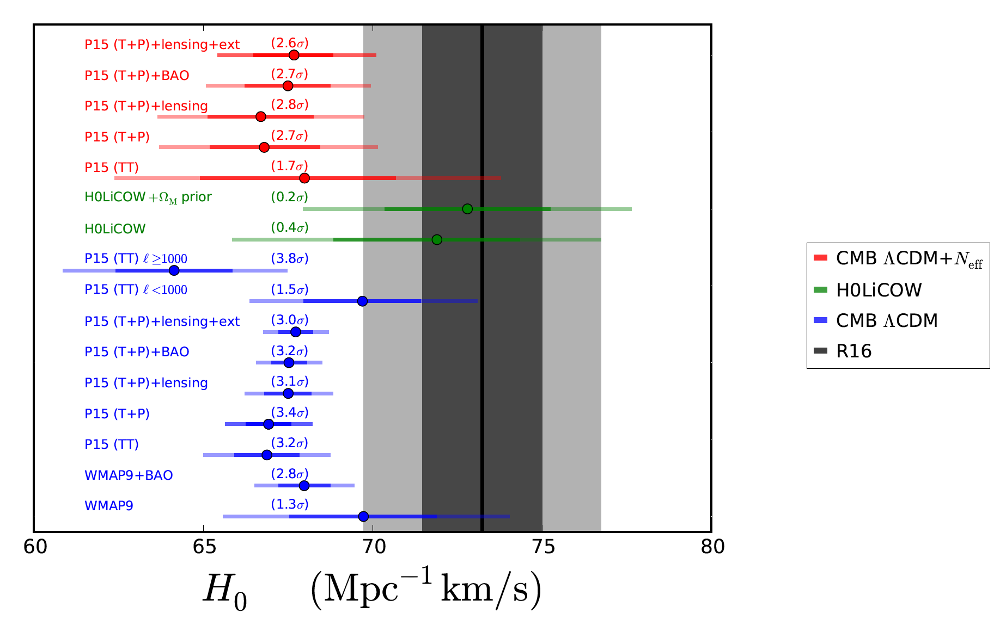 P15 (T+P)+lensing+ext (2.6σ)
P15 (T+P)+BAO (2.7σ)
P15 (T+P)+lensing (2.8σ)
P15 (T+P) (2.7σ)
P15 (TT) (1.7σ)
H0LiCOW +Ω_M prior (0.2σ)
H0LiCOW (0.4σ)
P15 (TT) ℓ ≥1000 (3.8σ)
P15 (TT) ℓ <1000 (1.5σ)
P15 (T+P)+lensing+ext (3.0σ)
P15 (T+P)+BAO (3.2σ)
P15 (T+P)+lensing (3.1σ)
P15 (T+P) (3.4σ)
P15 (TT) (3.2σ)
WMAP9+BAO (2.8σ)
WMAP9 (1.3σ)
60 65 70 75 80
H_0 (Mpc^{-1} km/s)
CMB ΛCDM+N_eff
H0LiCOW
CMB ΛCDM
R16